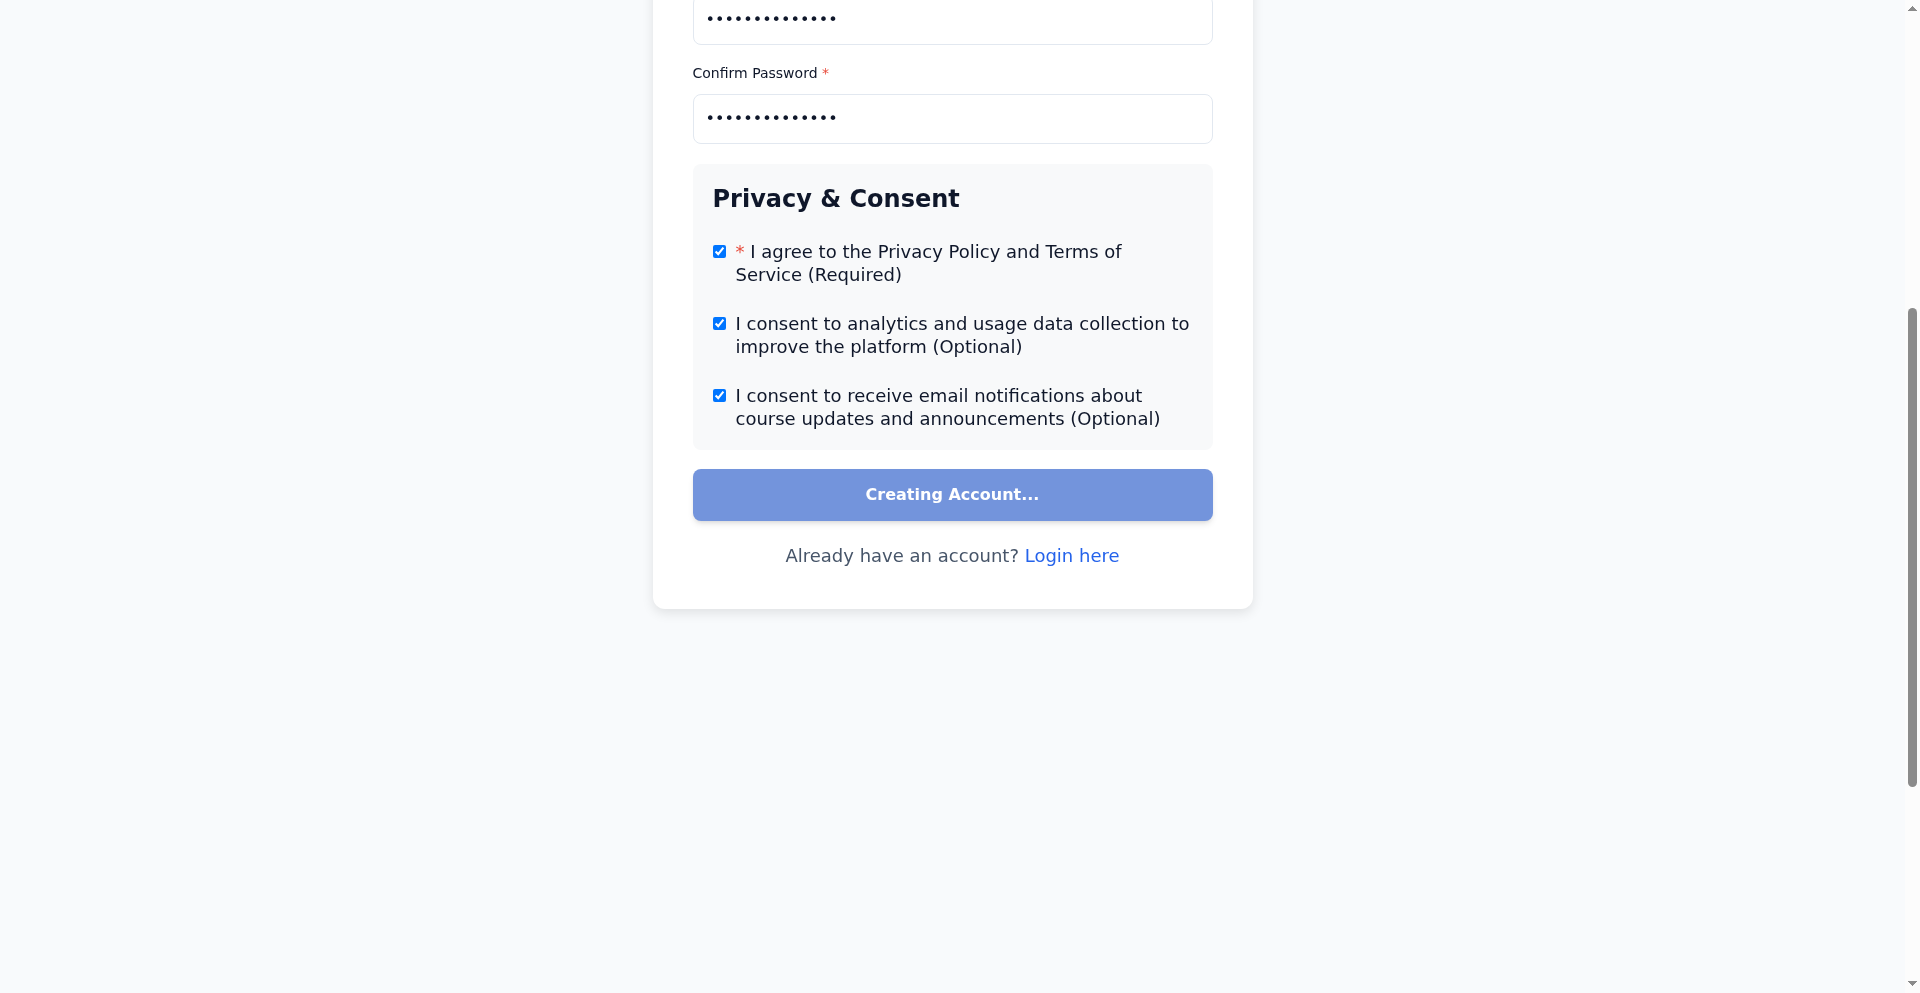 ••••••••••••••
Confirm Password *
••••••••••••••
Privacy & Consent
* I agree to the Privacy Policy and Terms of
Service (Required)
I consent to analytics and usage data collection to
improve the platform (Optional)
I consent to receive email notifications about
course updates and announcements (Optional)
Creating Account...
Already have an account? Login here